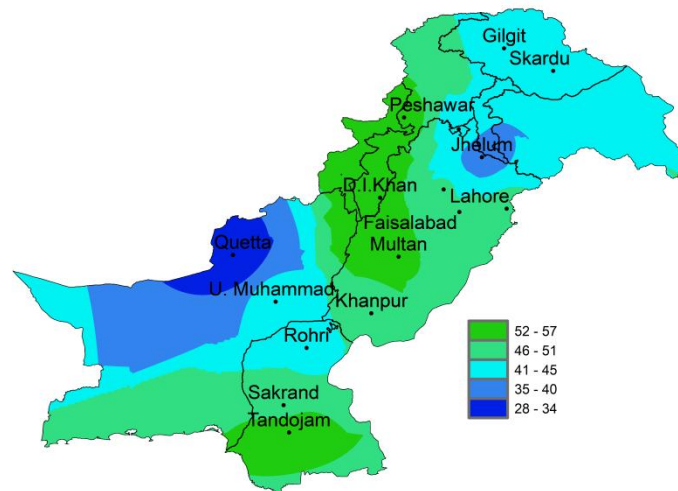 Gilgit
Skardu
Peshawar
Jhelum
D.I.Khan
Lahore
Faisalabad
Multan
Quetta
U. Muhammad
Khanpur
Rohri
Sakrand
Tandojam
52 - 57
46 - 51
41 - 45
35 - 40
28 - 34